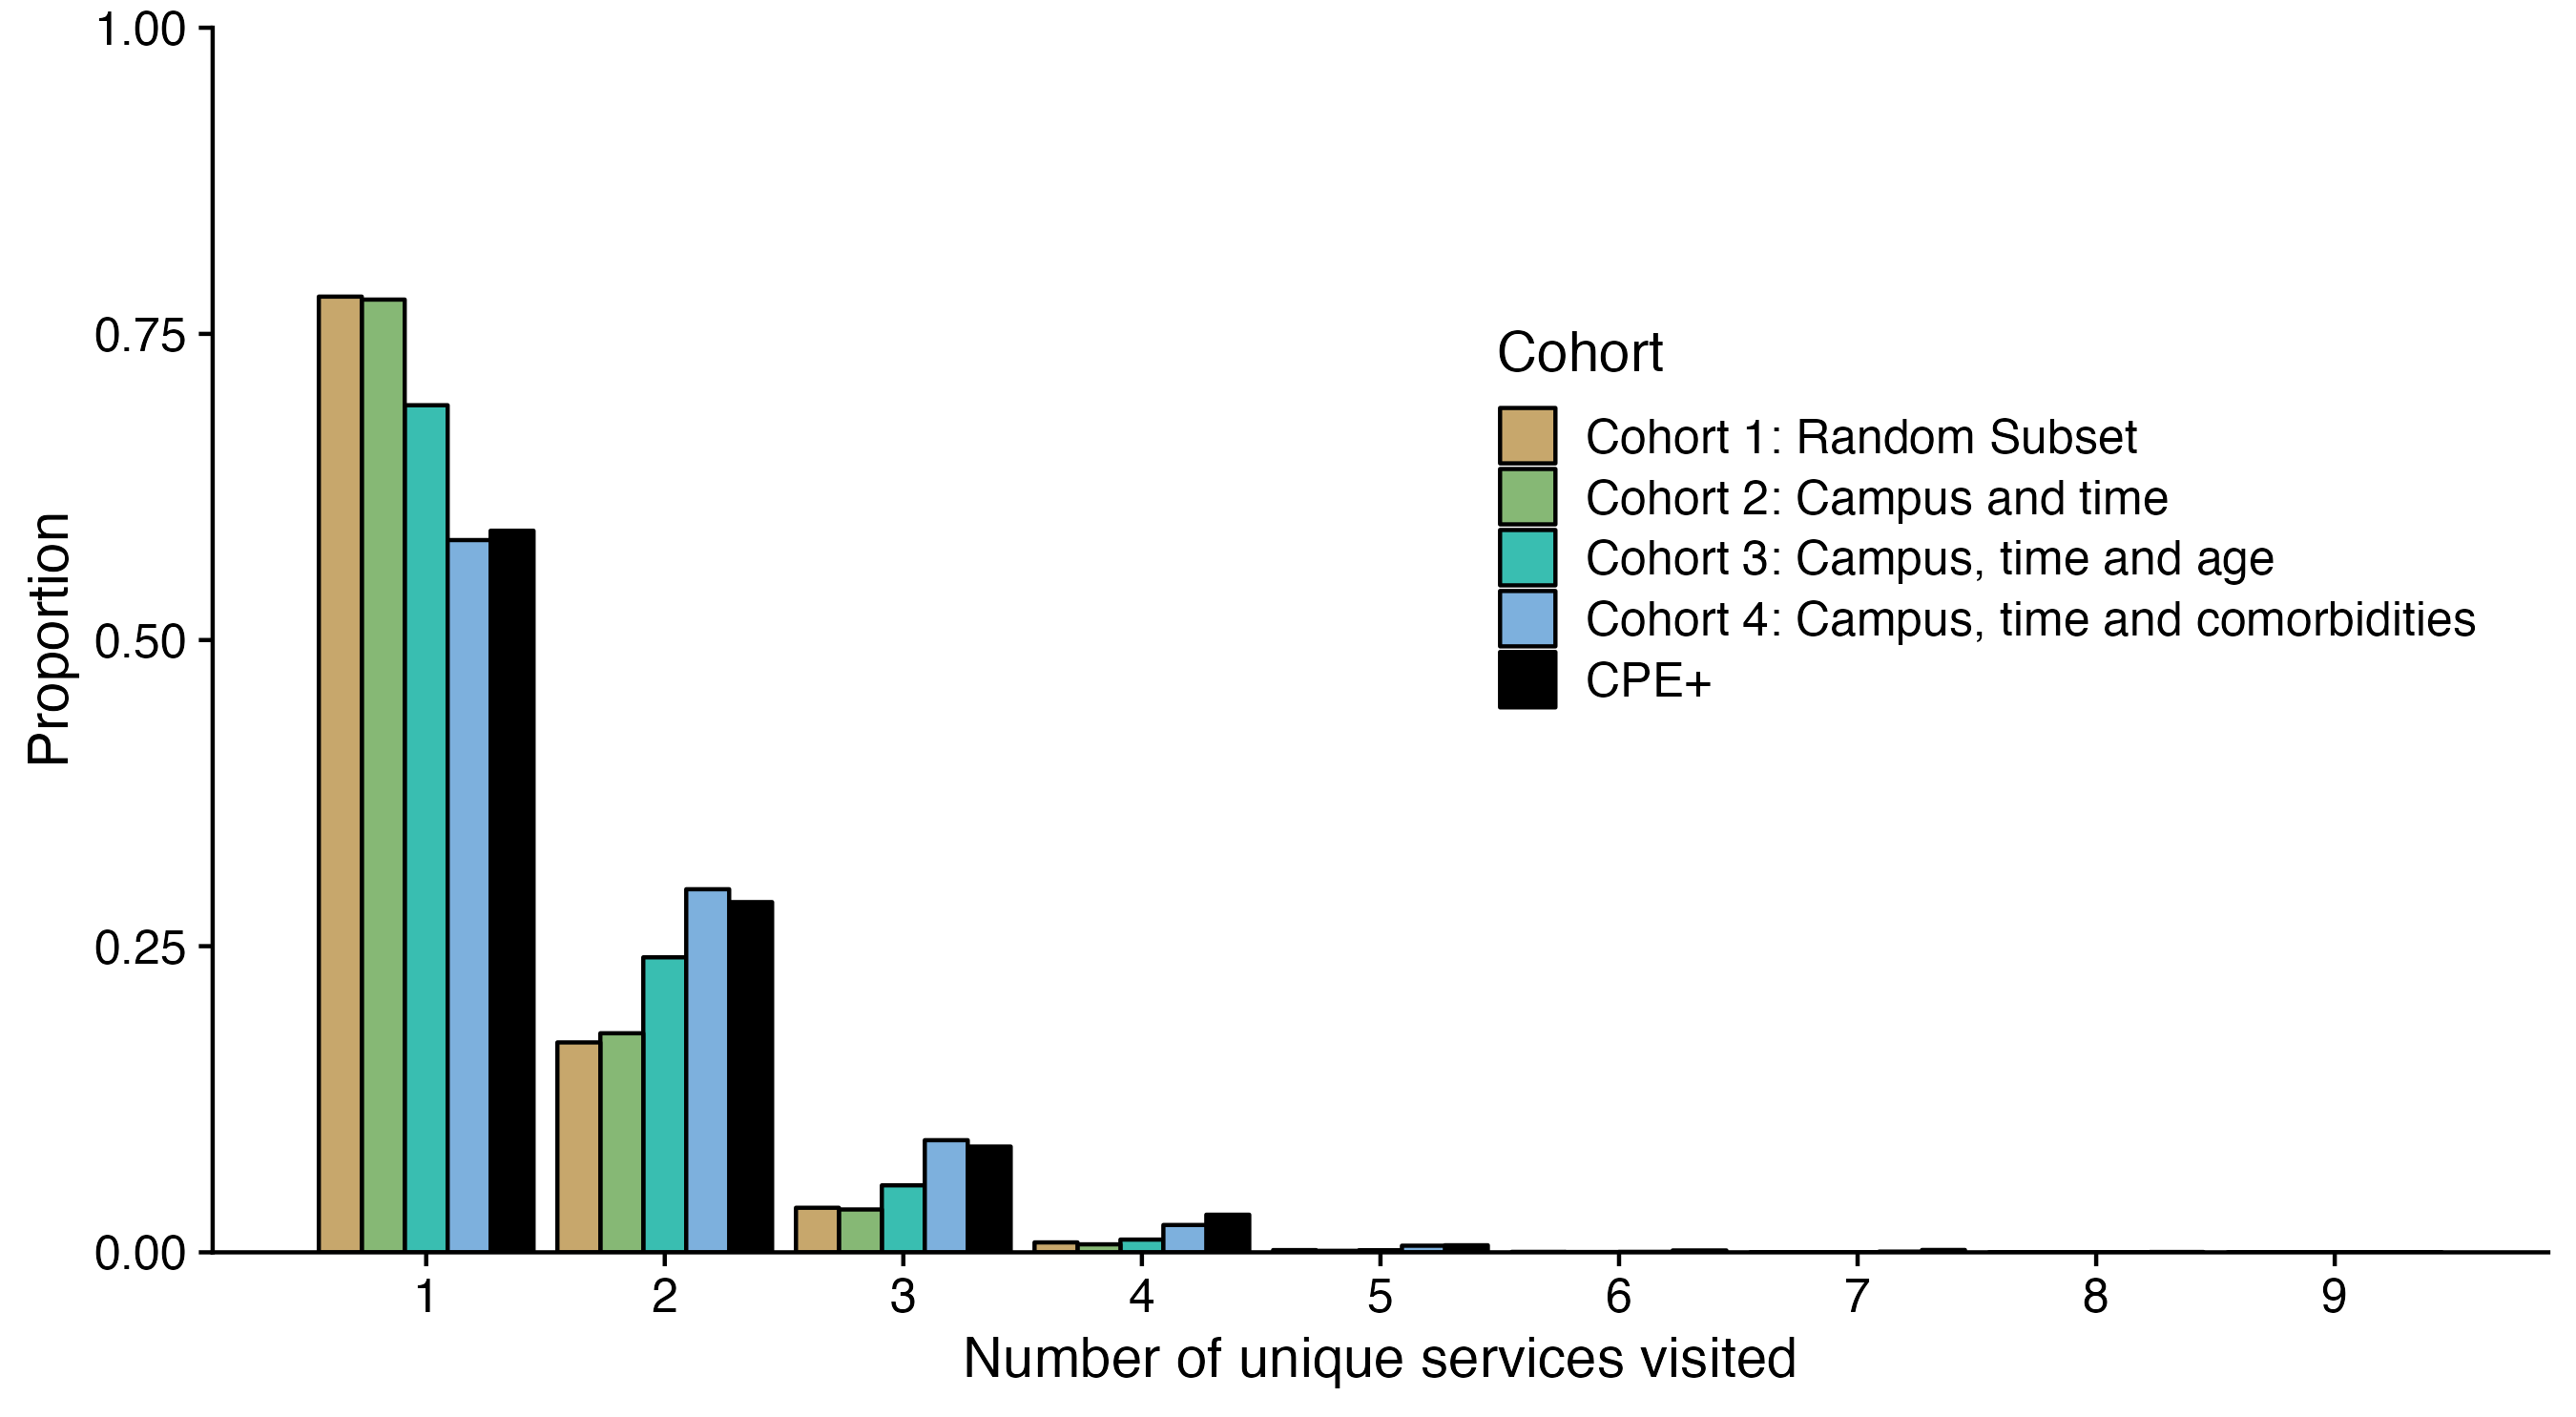 1.00
0.75
0.50
0.25
0.00
Proportion
Cohort
Cohort 1: Random Subset
Cohort 2: Campus and time
Cohort 3: Campus, time and age
Cohort 4: Campus, time and comorbidities
CPE+
1 2 3 4 5 6 7 8 9
Number of unique services visited